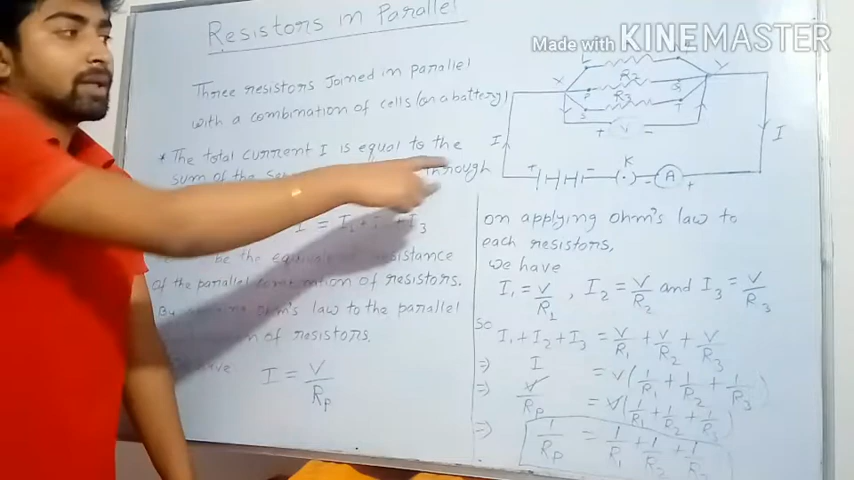 Resistors in Parallel
Made with KINEMASTER
Three resistors Joined in parallel
with a combination of cells (or a battery)
* The total current I is equal to the
sum of the through
I = I1 + I + I3
be the equivalent resistance
of the parallel combination of resistors.
By ohm's law to the parallel
of resistors.
have
I = V/Rp
X
R2
R3
Y
Q
S
T
+ V -
I
I
+ - K - A +
on applying ohm's law to
each resistors,
we have
I1 = V/R1 , I2 = V/R2 and I3 = V/R3
so
I1 + I2 + I3 = V/R1 + V/R2 + V/R3
⇒ I = V(1/R1 + 1/R2 + 1/R3)
⇒ V/Rp = V(1/R1 + 1/R2 + 1/R3)
⇒ 1/Rp = 1/R1 + 1/R2 + 1/R3